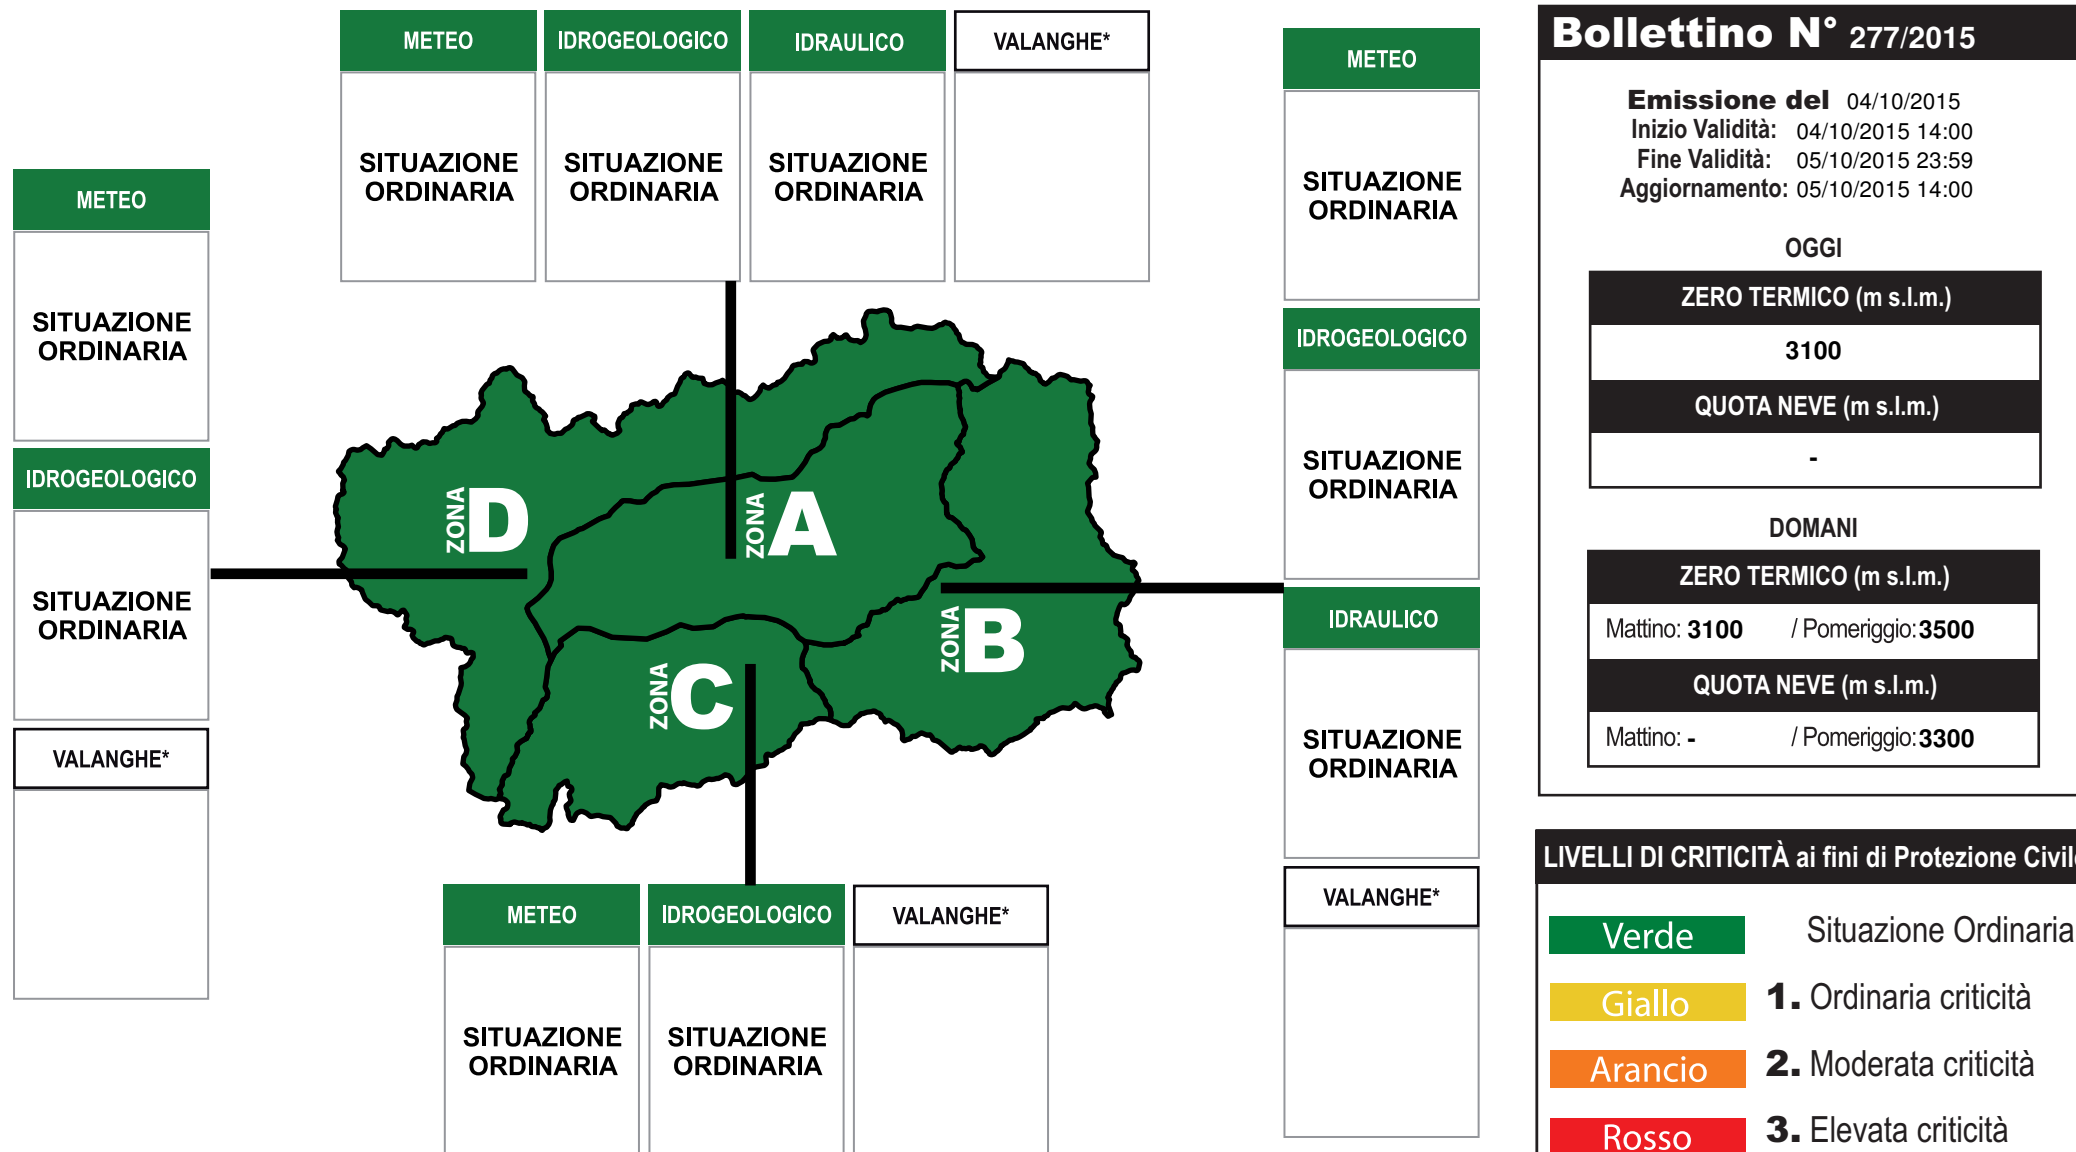 METEO IDROGEOLOGICO IDRAULICO VALANGHE*
SITUAZIONE ORDINARIA SITUAZIONE ORDINARIA SITUAZIONE ORDINARIA
METEO
SITUAZIONE
ORDINARIA
IDROGEOLOGICO
SITUAZIONE
ORDINARIA
VALANGHE*
ZONA D
ZONA A
ZONA B
ZONA C
METEO
SITUAZIONE
ORDINARIA
IDROGEOLOGICO
SITUAZIONE
ORDINARIA
IDRAULICO
SITUAZIONE
ORDINARIA
VALANGHE*
METEO IDROGEOLOGICO VALANGHE*
SITUAZIONE ORDINARIA SITUAZIONE ORDINARIA
Bollettino N° 277/2015
Emissione del 04/10/2015
Inizio Validità: 04/10/2015 14:00
Fine Validità: 05/10/2015 23:59
Aggiornamento: 05/10/2015 14:00
OGGI
ZERO TERMICO (m s.l.m.)
3100
QUOTA NEVE (m s.l.m.)
-
DOMANI
ZERO TERMICO (m s.l.m.)
Mattino: 3100 / Pomeriggio: 3500
QUOTA NEVE (m s.l.m.)
Mattino: - / Pomeriggio: 3300
LIVELLI DI CRITICITÀ ai fini di Protezione Civile
Verde Situazione Ordinaria
Giallo 1. Ordinaria criticità
Arancio 2. Moderata criticità
Rosso 3. Elevata criticità